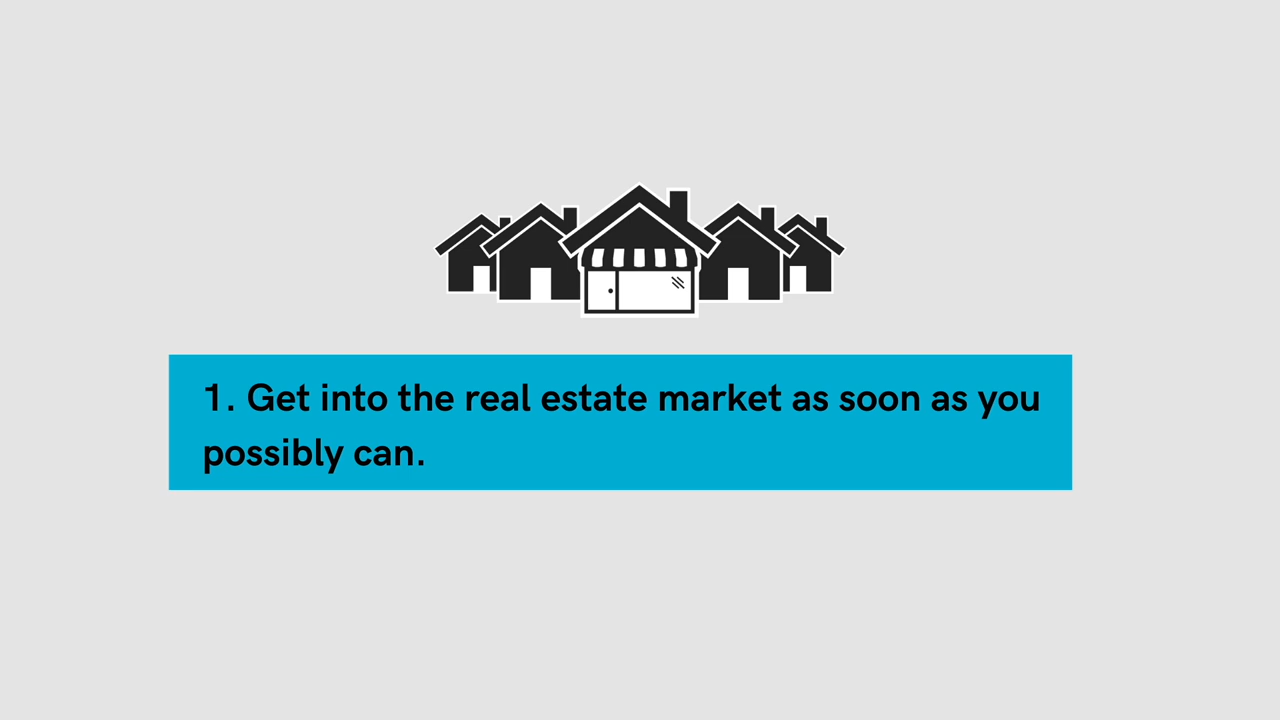 1. Get into the real estate market as soon as you
possibly can.